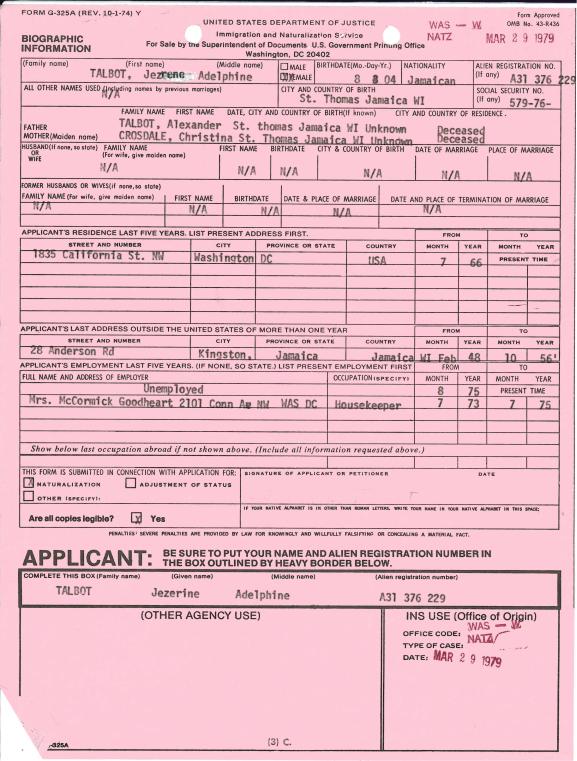 FORM G-325A (REV. 10-1-74) Y
UNITED STATES DEPARTMENT OF JUSTICE
Form Approved
OMB No. 43-R436
WAS — W.
NATZ
MAR 29 1979
BIOGRAPHIC
INFORMATION
Immigration and Naturalization Service
For Sale by the Superintendent of Documents U.S. Government Printing Office
Washington, DC 20402
(Family name) (First name) (Middle name) MALE BIRTHDATE(Mo.-Day-Yr.) NATIONALITY ALIEN REGISTRATION NO.
TALBOT, Adelphine FEMALE 8 8 04 Jamaican (If any) A31 376 229
ALL OTHER NAMES USED (Including names by previous marriages) CITY AND COUNTRY OF BIRTH SOCIAL SECURITY NO.
N/A St. Thomas Jamaica WI (If any) 579-76-
FAMILY NAME FIRST NAME DATE, CITY AND COUNTRY OF BIRTH(If known) CITY AND COUNTRY OF RESIDENCE.
FATHER TALBOT, Alexander St. thomas Jamaica WI Unknown Deceased
MOTHER(Maiden name) CROSDALE, Christina St. Thomas Jamaica WI Unknown Deceased
HUSBAND(If none, so state) OR WIFE FAMILY NAME (For wife, give maiden name) FIRST NAME BIRTHDATE CITY & COUNTRY OF BIRTH DATE OF MARRIAGE PLACE OF MARRIAGE
N/A N/A N/A N/A N/A N/A
FORMER HUSBANDS OR WIVES(if none,so state)
FAMILY NAME (For wife, give maiden name) FIRST NAME BIRTHDATE DATE & PLACE OF MARRIAGE DATE AND PLACE OF TERMINATION OF MARRIAGE
N/A N/A N/A N/A N/A
APPLICANT'S RESIDENCE LAST FIVE YEARS. LIST PRESENT ADDRESS FIRST. FROM TO
STREET AND NUMBER CITY PROVINCE OR STATE COUNTRY MONTH YEAR MONTH YEAR
1835 California St. NW Washington DC USA 7 66 PRESENT TIME
APPLICANT'S LAST ADDRESS OUTSIDE THE UNITED STATES OF MORE THAN ONE YEAR FROM TO
STREET AND NUMBER CITY PROVINCE OR STATE COUNTRY MONTH YEAR MONTH YEAR
28 Anderson Rd Kingston, Jamaica Jamaica WI Feb 48 10 56'
APPLICANT'S EMPLOYMENT LAST FIVE YEARS. (IF NONE, SO STATE.) LIST PRESENT EMPLOYMENT FIRST FROM TO
FULL NAME AND ADDRESS OF EMPLOYER OCCUPATION(SPECIFY) MONTH YEAR MONTH YEAR
Unemployed 8 75 PRESENT TIME
Mrs. McCormick Goodheart 2101 Conn Av NW WAS DC Housekeeper 7 73 7 75
Show below last occupation abroad if not shown above. (Include all information requested above.)
THIS FORM IS SUBMITTED IN CONNECTION WITH APPLICATION FOR: SIGNATURE OF APPLICANT OR PETITIONER DATE
X NATURALIZATION ADJUSTMENT OF STATUS
OTHER (SPECIFY):
IF YOUR NATIVE ALPHABET IS IN OTHER THAN ROMAN LETTERS, WRITE YOUR NAME IN YOUR NATIVE ALPHABET IN THIS SPACE:
Are all copies legible? X Yes
PENALTIES: SEVERE PENALTIES ARE PROVIDED BY LAW FOR KNOWINGLY AND WILLFULLY FALSIFYING OR CONCEALING A MATERIAL FACT.
APPLICANT: BE SURE TO PUT YOUR NAME AND ALIEN REGISTRATION NUMBER IN
THE BOX OUTLINED BY HEAVY BORDER BELOW.
COMPLETE THIS BOX (Family name) (Given name) (Middle name) (Alien registration number)
TALBOT Jezerine Adelphine A31 376 229
(OTHER AGENCY USE)
INS USE (Office of Origin)
WAS — W.
OFFICE CODE: NATZ/
TYPE OF CASE:
DATE: MAR 29 1979
-325A
(3) C.